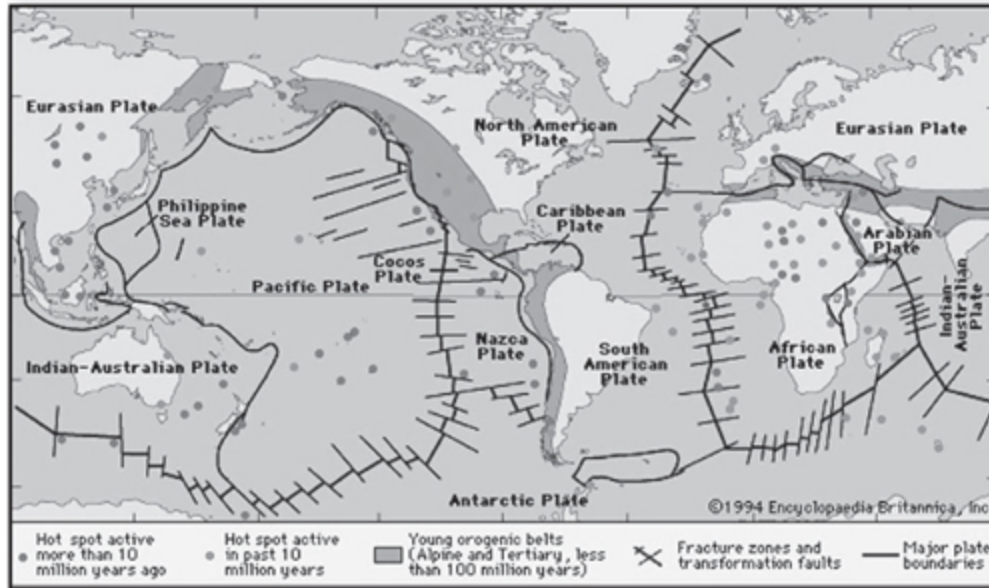 Eurasian Plate
North American
Plate
Eurasian Plate
Philippine
Sea Plate
Caribbean
Plate
Arabian
Plate
Cocos
Plate
Pacific Plate
Indian-
Australian
Plate
Nazca
Plate
South
American
Plate
African
Plate
Indian-Australian Plate
Antarctic Plate
©1994 Encyclopaedia Britannica, Inc
Hot spot active
more than 10
million years ago
Hot spot active
in past 10
million years
Young orogenic belts
(Alpine and Tertiary, less
than 100 million years)
Fracture zones and
transformation faults
Major plate
boundaries